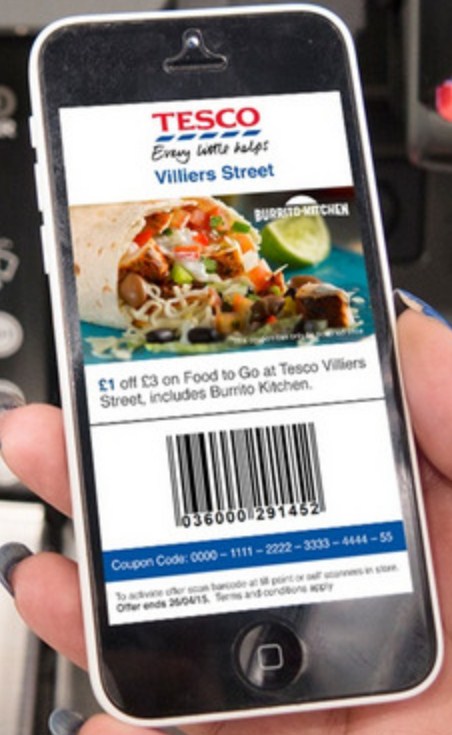 TESCO
Every little helps
Villiers Street
BURRITO KITCHEN
£1 off £3 on Food to Go at Tesco Villiers
Street, includes Burrito Kitchen.
036000 291452
Coupon Code: 0000 – 1111 – 2222 – 3333 – 4444 – 55
To activate offer scan barcode at till point or self scanners in store.
Offer ends 26/04/15. Terms and conditions apply